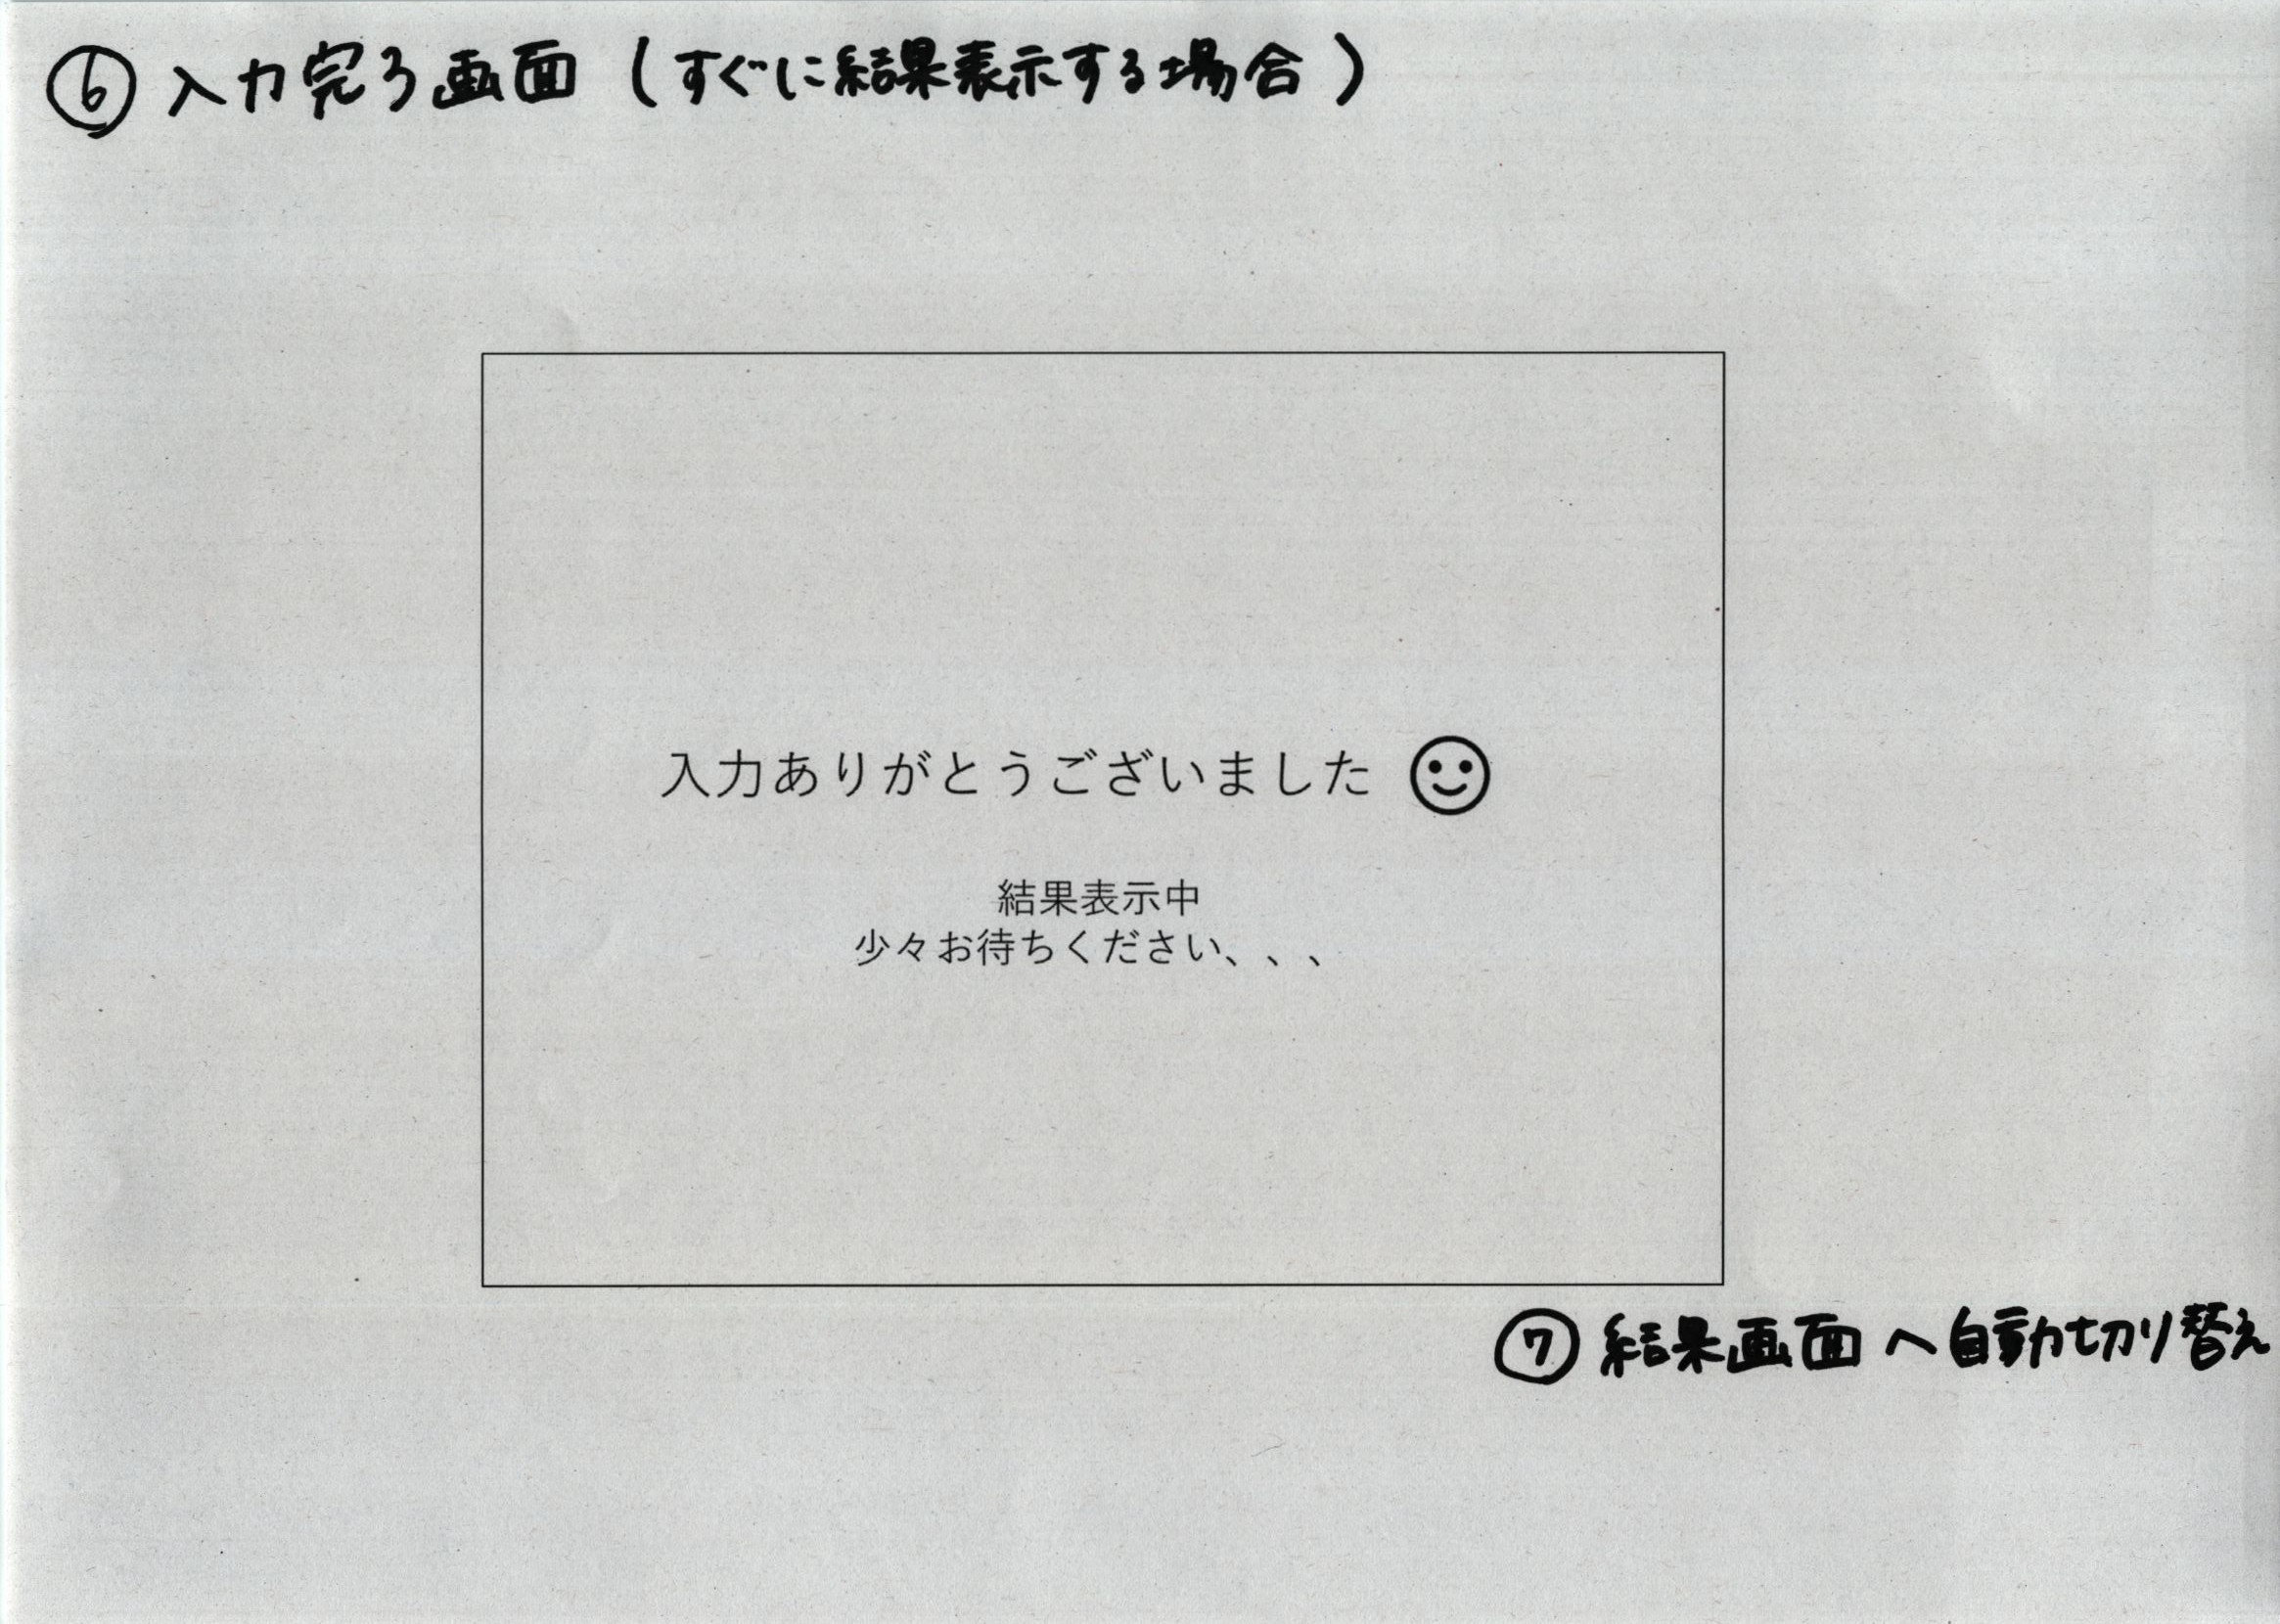 ⑥ 入力完了画面（すぐに結果表示する場合）
入力ありがとうございました
結果表示中
少々お待ちください、、、
⑦ 結果画面へ自動切り替え